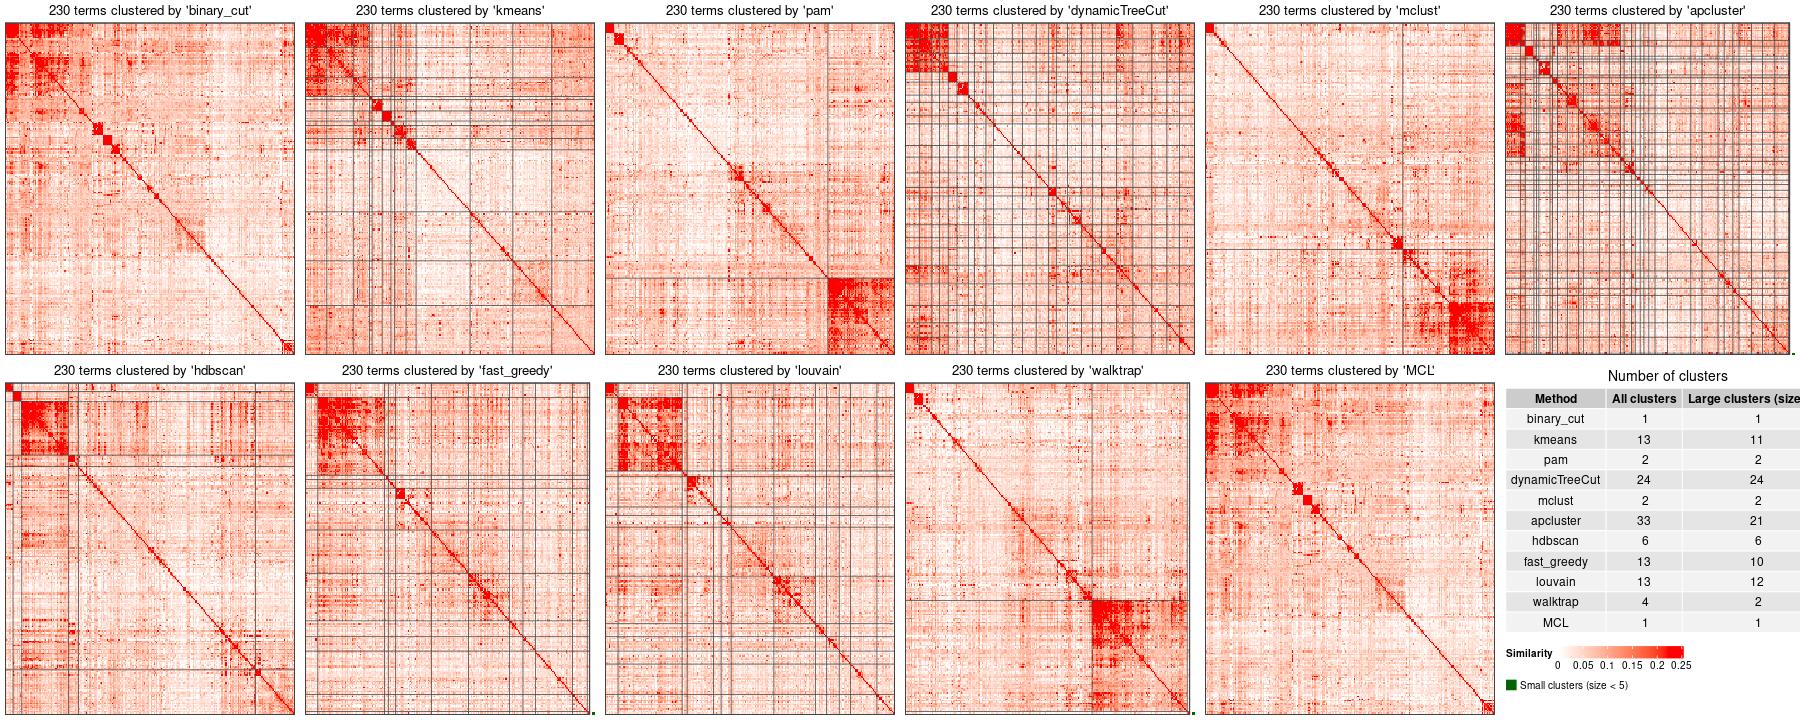 230 terms clustered by 'binary_cut'
230 terms clustered by 'kmeans'
230 terms clustered by 'pam'
230 terms clustered by 'dynamicTreeCut'
230 terms clustered by 'mclust'
230 terms clustered by 'apcluster'
230 terms clustered by 'hdbscan'
230 terms clustered by 'fast_greedy'
230 terms clustered by 'louvain'
230 terms clustered by 'walktrap'
230 terms clustered by 'MCL'
Number of clusters
Method All clusters Large clusters (size
binary_cut 1 1
kmeans 13 11
pam 2 2
dynamicTreeCut 24 24
mclust 2 2
apcluster 33 21
hdbscan 6 6
fast_greedy 13 10
louvain 13 12
walktrap 4 2
MCL 1 1
Similarity
0 0.05 0.1 0.15 0.2 0.25
Small clusters (size < 5)